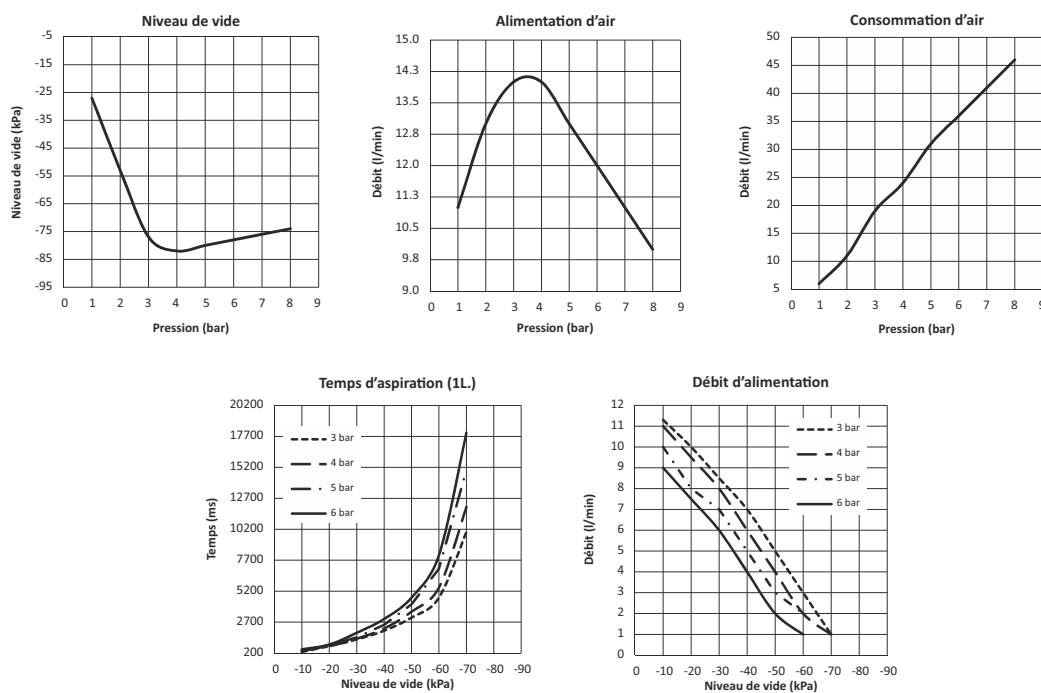 Niveau de vide
Niveau de vide (kPa)
-5
-15
-25
-35
-45
-55
-65
-75
-85
-95
0 1 2 3 4 5 6 7 8 9
Pression (bar)
Alimentation d'air
Débit (l/min)
15.0
14.3
13.5
12.8
12.0
11.3
10.5
9.8
9.0
0 1 2 3 4 5 6 7 8 9
Pression (bar)
Consommation d'air
Débit (l/min)
50
45
40
35
30
25
20
15
10
5
0 1 2 3 4 5 6 7 8 9
Pression (bar)
Temps d'aspiration (1L.)
Temps (ms)
20200
17700
15200
12700
10200
7700
5200
2700
200
3 bar
4 bar
5 bar
6 bar
0 -10 -20 -30 -40 -50 -60 -70 -80 -90
Niveau de vide (kPa)
Débit d'alimentation
Débit (l/min)
12
11
10
9
8
7
6
5
4
3
2
1
0
3 bar
4 bar
5 bar
6 bar
0 -10 -20 -30 -40 -50 -60 -70 -80 -90
Niveau de vide (kPa)